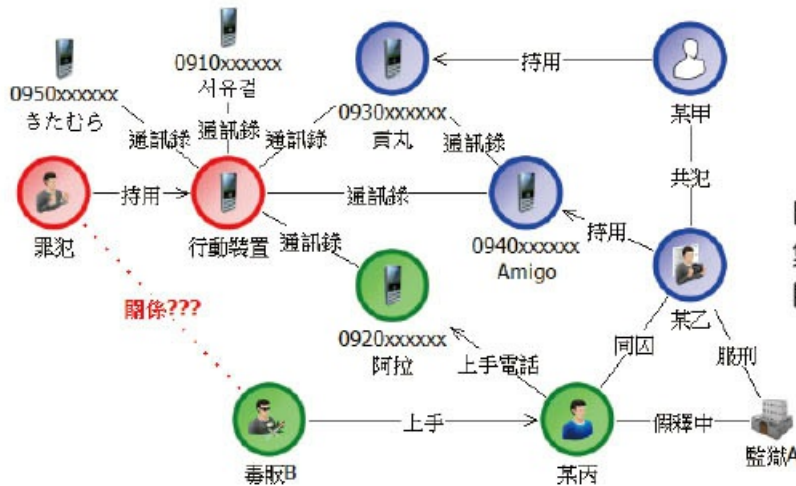 0950xxxxxx
きたむら
0910xxxxxx
서유걸
0930xxxxxx
貢丸
持用
某甲
通訊錄
通訊錄
通訊錄
通訊錄
共犯
罪犯
持用
行動裝置
通訊錄
0940xxxxxx
Amigo
持用
某乙
通訊錄
0920xxxxxx
阿拉
關係???
上手電話
同囚
服刑
毒販B
上手
某丙
假釋中
監獄A